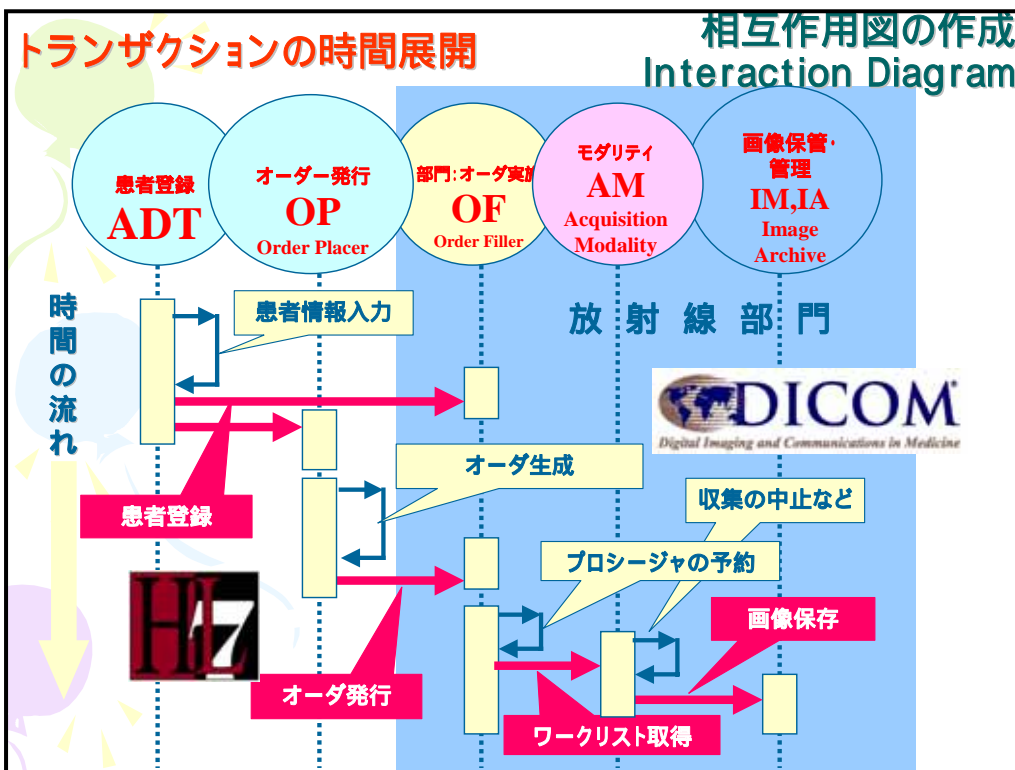 トランザクションの時間展開
相互作用図の作成
Interaction Diagram
患者登録
ADT
オーダー発行
OP
Order Placer
部門:オーダ実施
OF
Order Filler
モダリティ
AM
Acquisition
Modality
画像保管・
管理
IM,IA
Image
Archive
時間の流れ
患者情報入力
放射線部門
DICOM
Digital Imaging and Communications in Medicine
オーダ生成
収集の中止など
患者登録
プロシージャの予約
HL7
画像保存
オーダ発行
ワークリスト取得